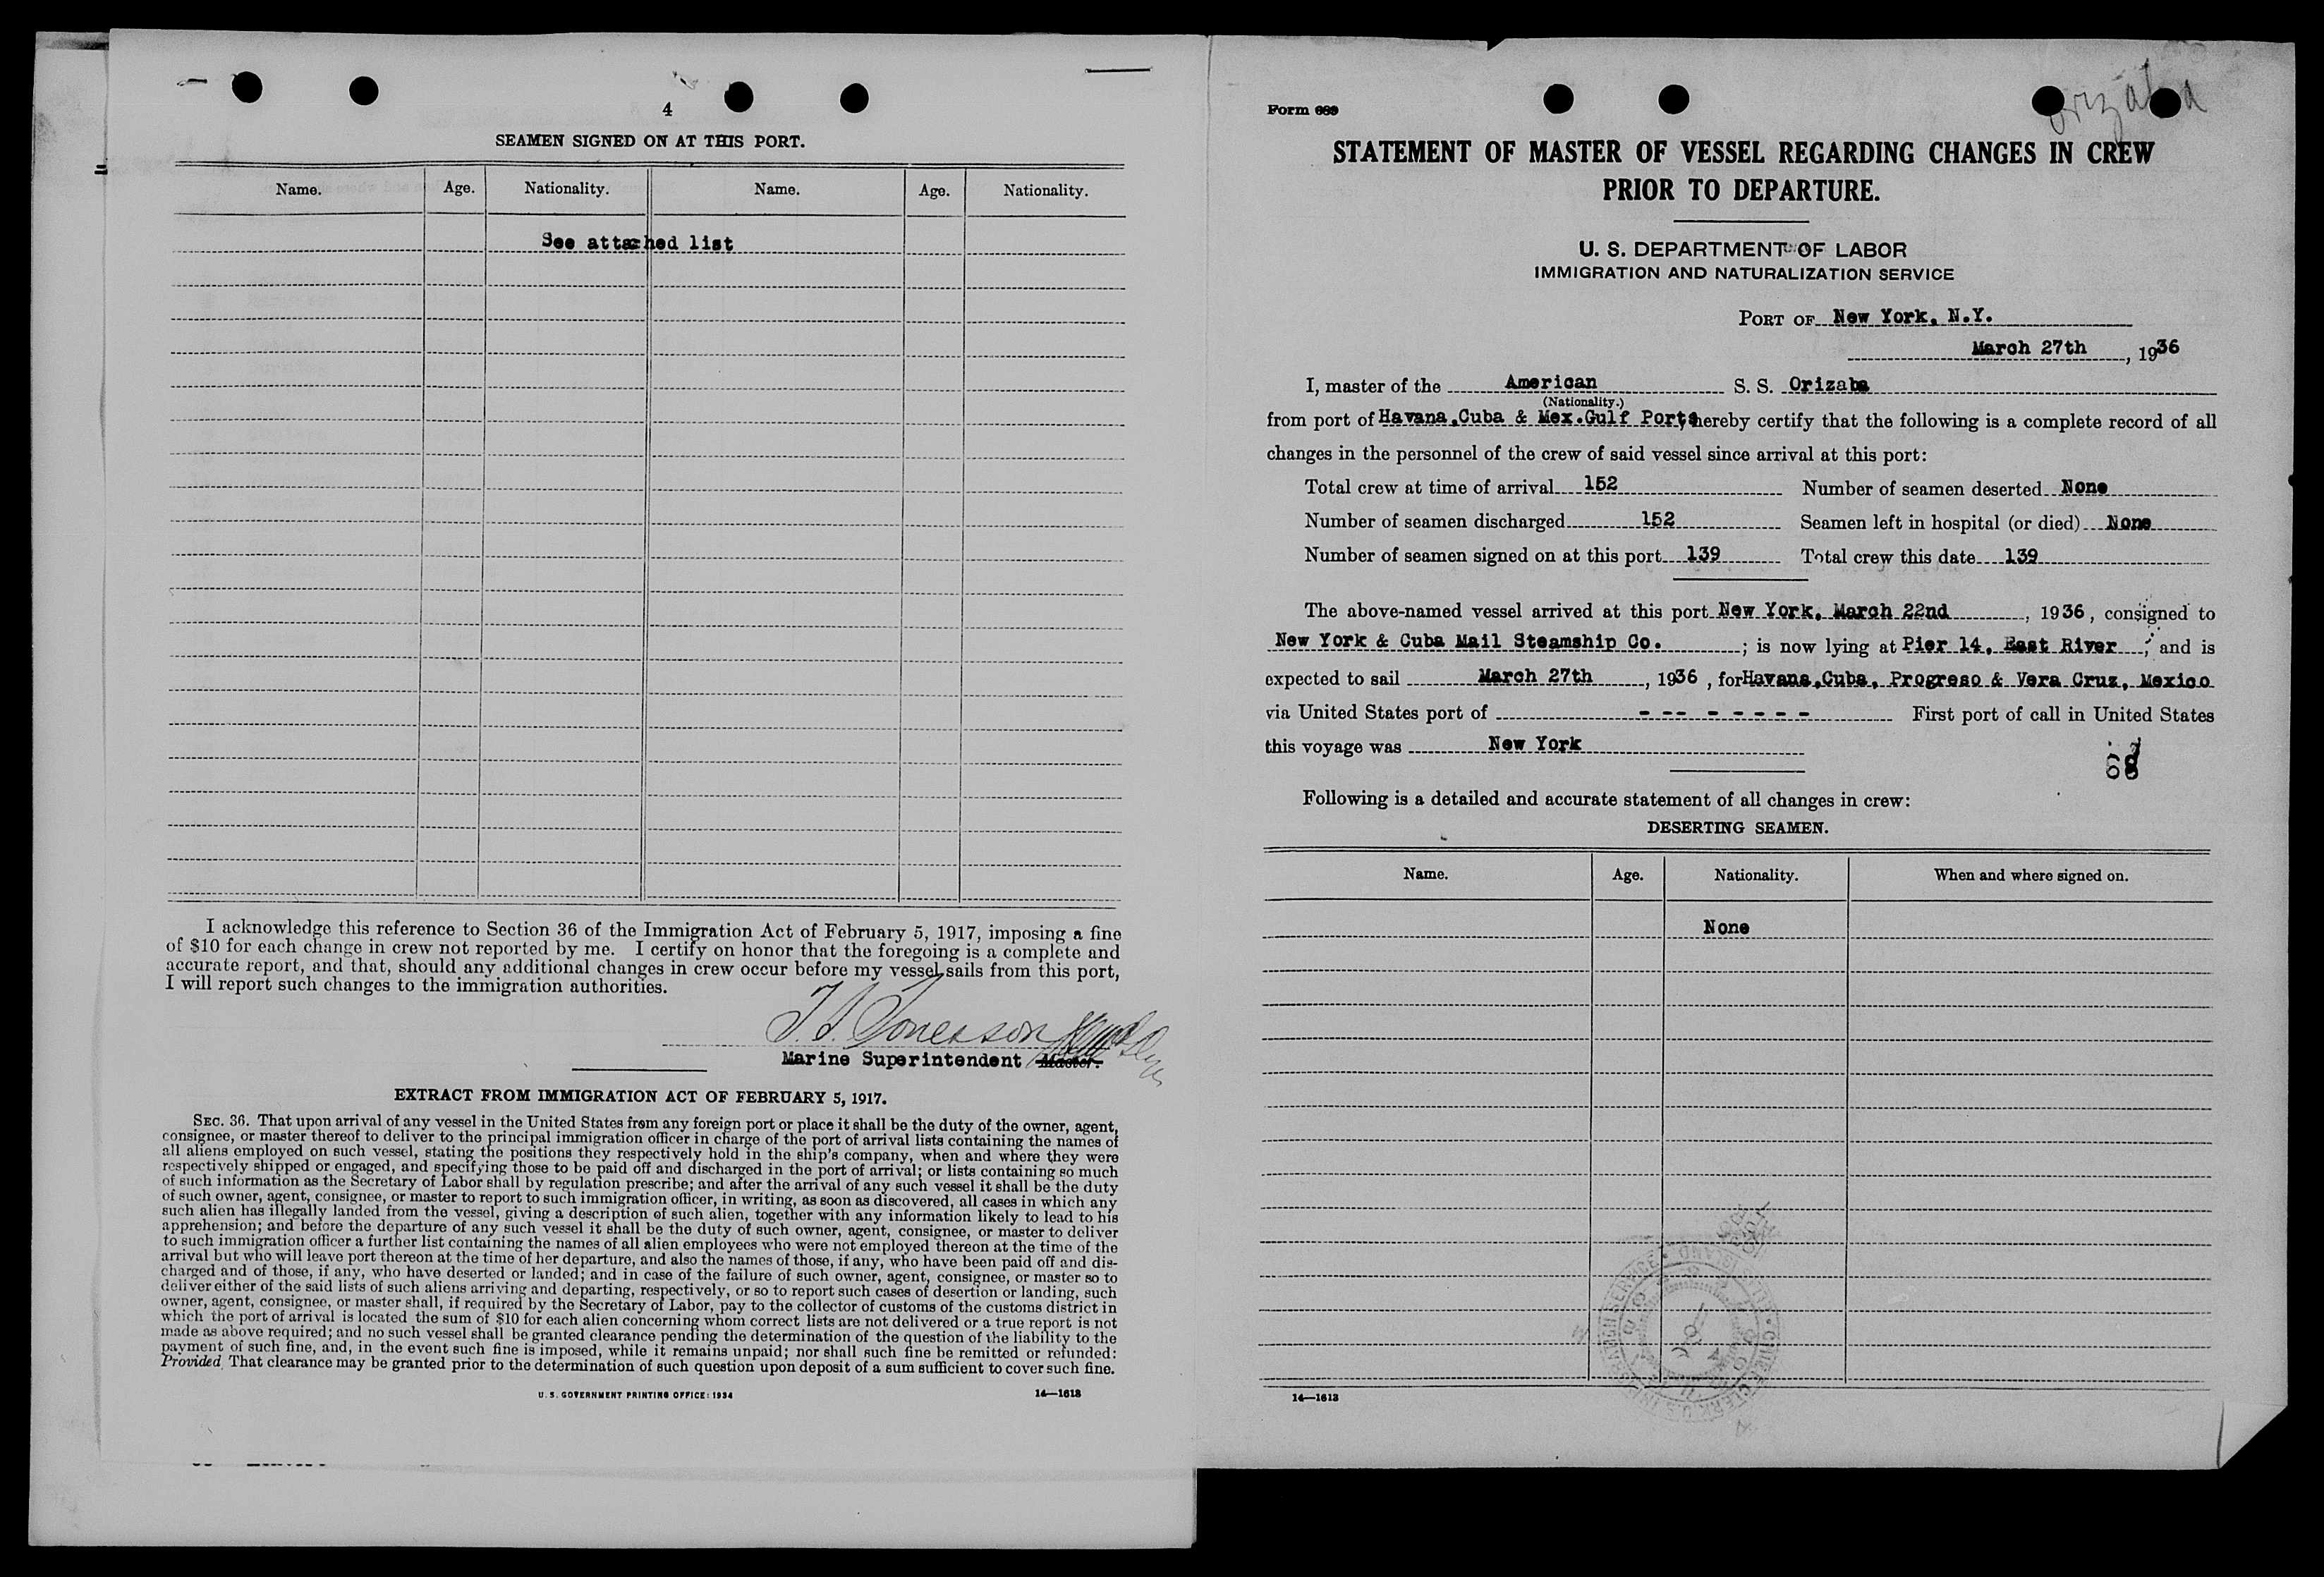 4
SEAMEN SIGNED ON AT THIS PORT.
Name. Age. Nationality. Name. Age. Nationality.
See attached list
I acknowledge this reference to Section 36 of the Immigration Act of February 5, 1917, imposing a fine
of $10 for each change in crew not reported by me. I certify on honor that the foregoing is a complete and
accurate report, and that, should any additional changes in crew occur before my vessel sails from this port,
I will report such changes to the immigration authorities.
Marine Superintendent Master.
EXTRACT FROM IMMIGRATION ACT OF FEBRUARY 5, 1917.
SEC. 36. That upon arrival of any vessel in the United States from any foreign port or place it shall be the duty of the owner, agent,
consignee, or master thereof to deliver to the principal immigration officer in charge of the port of arrival lists containing the names of
all aliens employed on such vessel, stating the positions they respectively hold in the ship's company, when and where they were
respectively shipped or engaged, and specifying those to be paid off and discharged in the port of arrival; or lists containing so much
of such information as the Secretary of Labor shall by regulation prescribe; and after the arrival of any such vessel it shall be the duty
of such owner, agent, consignee, or master to report to such immigration officer, in writing, as soon as discovered, all cases in which any
such alien has illegally landed from the vessel, giving a description of such alien, together with any information likely to lead to his
apprehension; and before the departure of any such vessel it shall be the duty of such owner, agent, consignee, or master to deliver
to such immigration officer a further list containing the names of all alien employees who were not employed thereon at the time of the
arrival but who will leave port thereon at the time of her departure, and also the names of those, if any, who have been paid off and dis-
charged and of those, if any, who have deserted or landed; and in case of the failure of such owner, agent, consignee, or master so to
deliver either of the said lists of such aliens arriving and departing, respectively, or so to report such cases of desertion or landing, such
owner, agent, consignee, or master shall, if required by the Secretary of Labor, pay to the collector of customs of the customs district in
which the port of arrival is located the sum of $10 for each alien concerning whom correct lists are not delivered or a true report is not
made as above required; and no such vessel shall be granted clearance pending the determination of the question of the liability to the
payment of such fine, and, in the event such fine is imposed, while it remains unpaid; nor shall such fine be remitted or refunded:
Provided, That clearance may be granted prior to the determination of such question upon deposit of a sum sufficient to cover such fine.
U. S. GOVERNMENT PRINTING OFFICE: 1934 14—1613
Orizaba
Form 689
STATEMENT OF MASTER OF VESSEL REGARDING CHANGES IN CREW
PRIOR TO DEPARTURE.
U. S. DEPARTMENT OF LABOR
IMMIGRATION AND NATURALIZATION SERVICE
PORT OF New York, N.Y.
March 27th, 1936
I, master of the American S. S. Orizaba
(Nationality.)
from port of Havana,Cuba & Mex.Gulf Ports, hereby certify that the following is a complete record of all
changes in the personnel of the crew of said vessel since arrival at this port:
Total crew at time of arrival 152 Number of seamen deserted None
Number of seamen discharged 152 Seamen left in hospital (or died) None
Number of seamen signed on at this port 139 Total crew this date 139
The above-named vessel arrived at this port New York, March 22nd, 1936, consigned to
New York & Cuba Mail Steamship Co.; is now lying at Pier 14, East River; and is
expected to sail March 27th, 1936, for Havana,Cuba, Progreso & Vera Cruz, Mexico
via United States port of - -- - - - - - First port of call in United States
this voyage was New York
68
Following is a detailed and accurate statement of all changes in crew:
DESERTING SEAMEN.
Name. Age. Nationality. When and where signed on.
None
14—1613